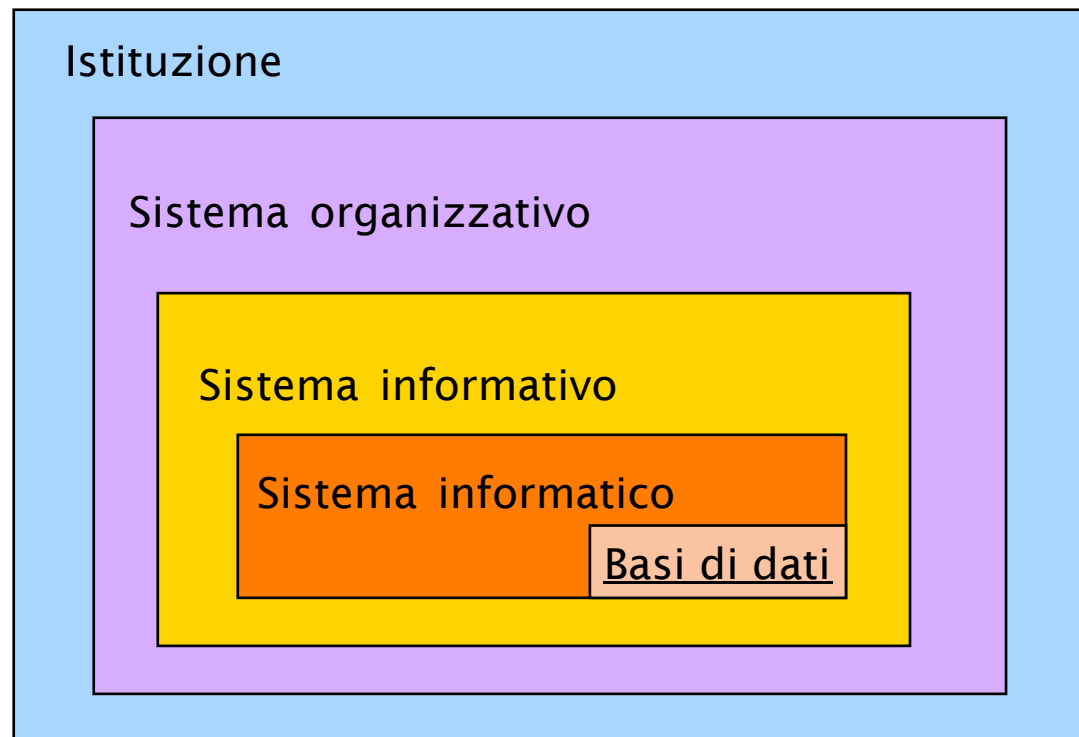 Istituzione
Sistema organizzativo
Sistema informativo
Sistema informatico
Basi di dati